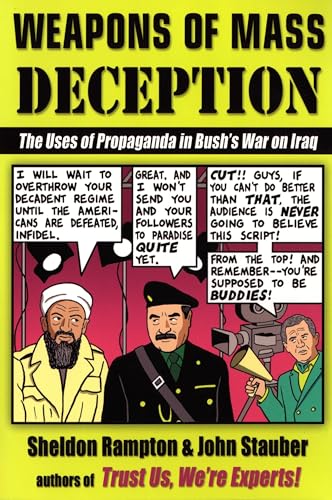 WEAPONS OF MASS
DECEPTION
The Uses of Propaganda in Bush's War on Iraq
I WILL WAIT TO
OVERTHROW YOUR
DECADENT REGIME
UNTIL THE AMERI-
CANS ARE DEFEATED,
INFIDEL.
GREAT. AND I
WON'T SEND
YOU AND YOUR
FOLLOWERS
TO PARADISE
QUITE
YET.
CUT!! GUYS, IF
YOU CAN'T DO BETTER
THAN THAT, THE
AUDIENCE IS NEVER
GOING TO BELIEVE
THIS SCRIPT!
FROM THE TOP! AND
REMEMBER--YOU'RE
SUPPOSED TO BE
BUDDIES!
Sheldon Rampton & John Stauber
authors of Trust Us, We're Experts!